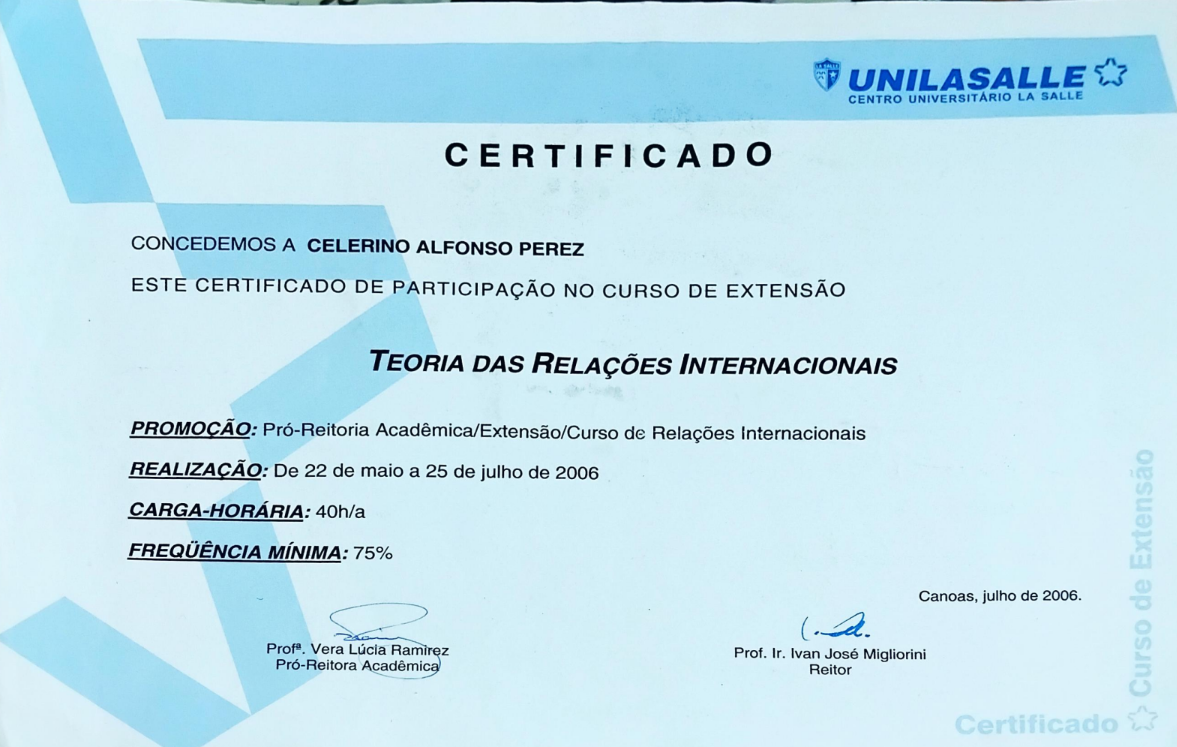 LA SALLE
UNILASALLE
CENTRO UNIVERSITÁRIO LA SALLE
CERTIFICADO
CONCEDEMOS A CELERINO ALFONSO PEREZ
ESTE CERTIFICADO DE PARTICIPAÇÃO NO CURSO DE EXTENSÃO
TEORIA DAS RELAÇÕES INTERNACIONAIS
PROMOÇÃO: Pró-Reitoria Acadêmica/Extensão/Curso de Relações Internacionais
REALIZAÇÃO: De 22 de maio a 25 de julho de 2006
CARGA-HORÁRIA: 40h/a
FREQÜÊNCIA MÍNIMA: 75%
Canoas, julho de 2006.
Profª. Vera Lúcia Ramirez
Pró-Reitora Acadêmica
Prof. Ir. Ivan José Migliorini
Reitor
Certificado
Curso de Extensão